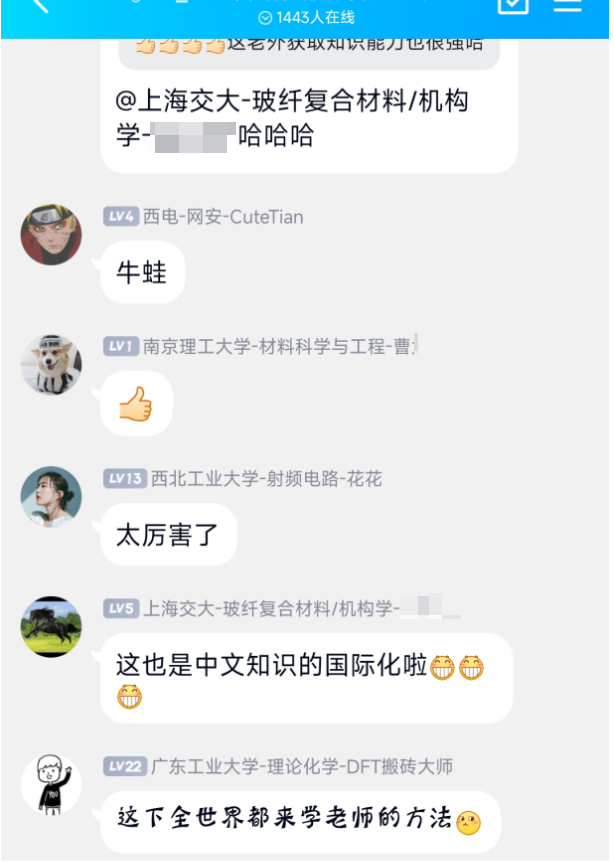 1443人在线
这老外获取知识能力也很强哈
@上海交大-玻纤复合材料/机构
学-哈哈哈
LV4 西电-网安-CuteTian
牛蛙
LV1 南京理工大学-材料科学与工程-曹
LV13 西北工业大学-射频电路-花花
太厉害了
LV5 上海交大-玻纤复合材料/机构学-
这也是中文知识的国际化啦
LV22 广东工业大学-理论化学-DFT搬砖大师
这下全世界都来学老师的方法